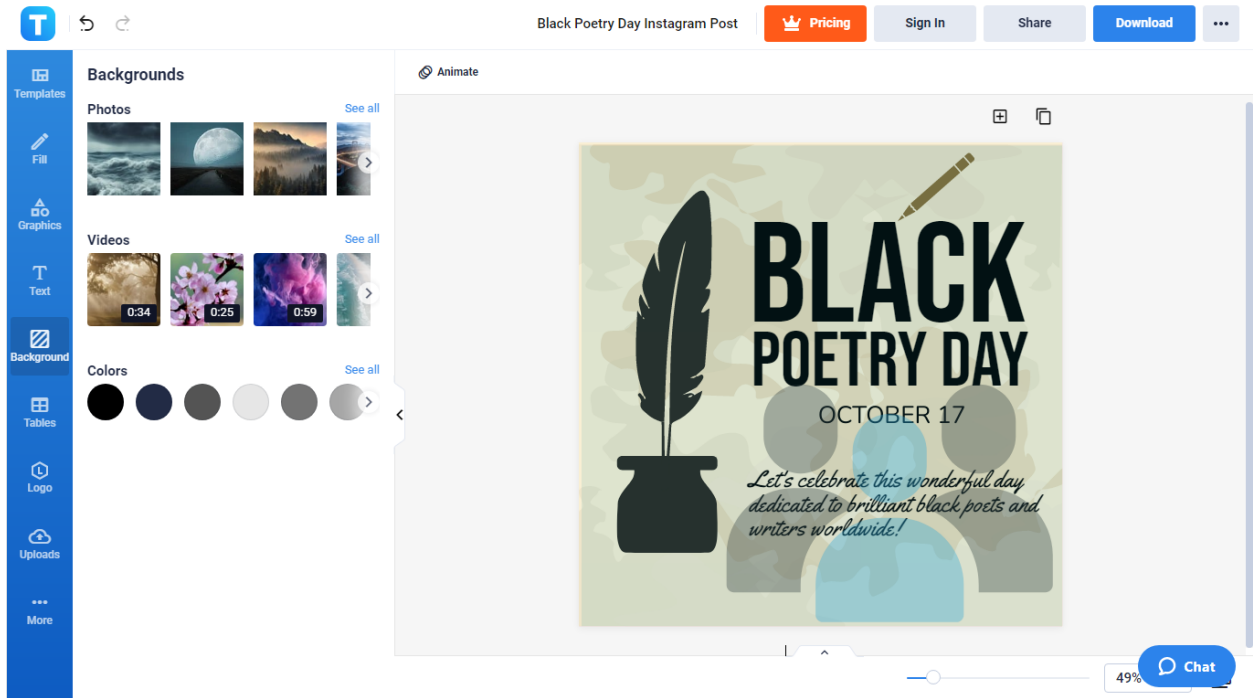 T
Black Poetry Day Instagram Post
Pricing
Sign In
Share
Download
Templates
Fill
Graphics
T
Text
Background
Tables
Logo
Uploads
More
Backgrounds
Photos
See all
Videos
See all
0:34
0:25
0:59
Colors
See all
Animate
BLACK
POETRY DAY
OCTOBER 17
Let's celebrate this wonderful day
dedicated to brilliant black poets and
writers worldwide!
49%
Chat